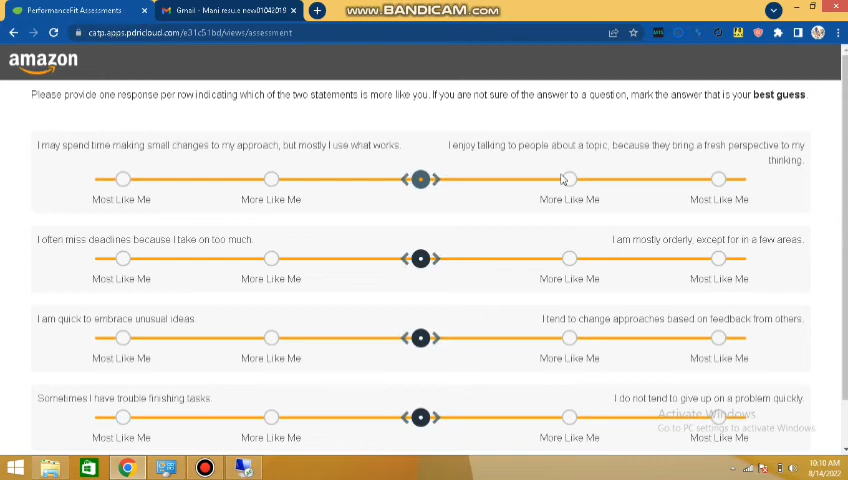 PerformanceFit Assessments
Gmail - Mani resu.e new01042019
www.BANDICAM.com
catp.apps.pdricloud.com/e31c51bd/views/assessment
amazon
Please provide one response per row indicating which of the two statements is more like you. If you are not sure of the answer to a question, mark the answer that is your best guess.
I may spend time making small changes to my approach, but mostly I use what works.
I enjoy talking to people about a topic, because they bring a fresh perspective to my
thinking.
Most Like Me
More Like Me
More Like Me
Most Like Me
I often miss deadlines because I take on too much.
I am mostly orderly, except for in a few areas.
Most Like Me
More Like Me
More Like Me
Most Like Me
I am quick to embrace unusual ideas.
I tend to change approaches based on feedback from others.
Most Like Me
More Like Me
More Like Me
Most Like Me
Sometimes I have trouble finishing tasks.
I do not tend to give up on a problem quickly.
Activate Windows
Go to PC settings to activate Windows.
Most Like Me
More Like Me
More Like Me
Most Like Me
10:10 AM
8/14/2022